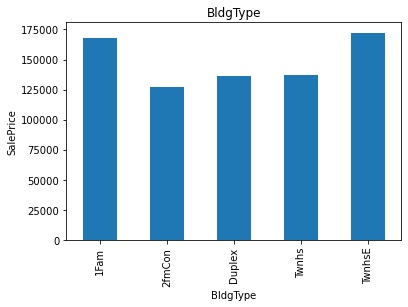 BldgType
175000
150000
125000
100000
75000
50000
25000
0
SalePrice
1Fam
2fmCon
Duplex
Twnhs
TwnhsE
BldgType